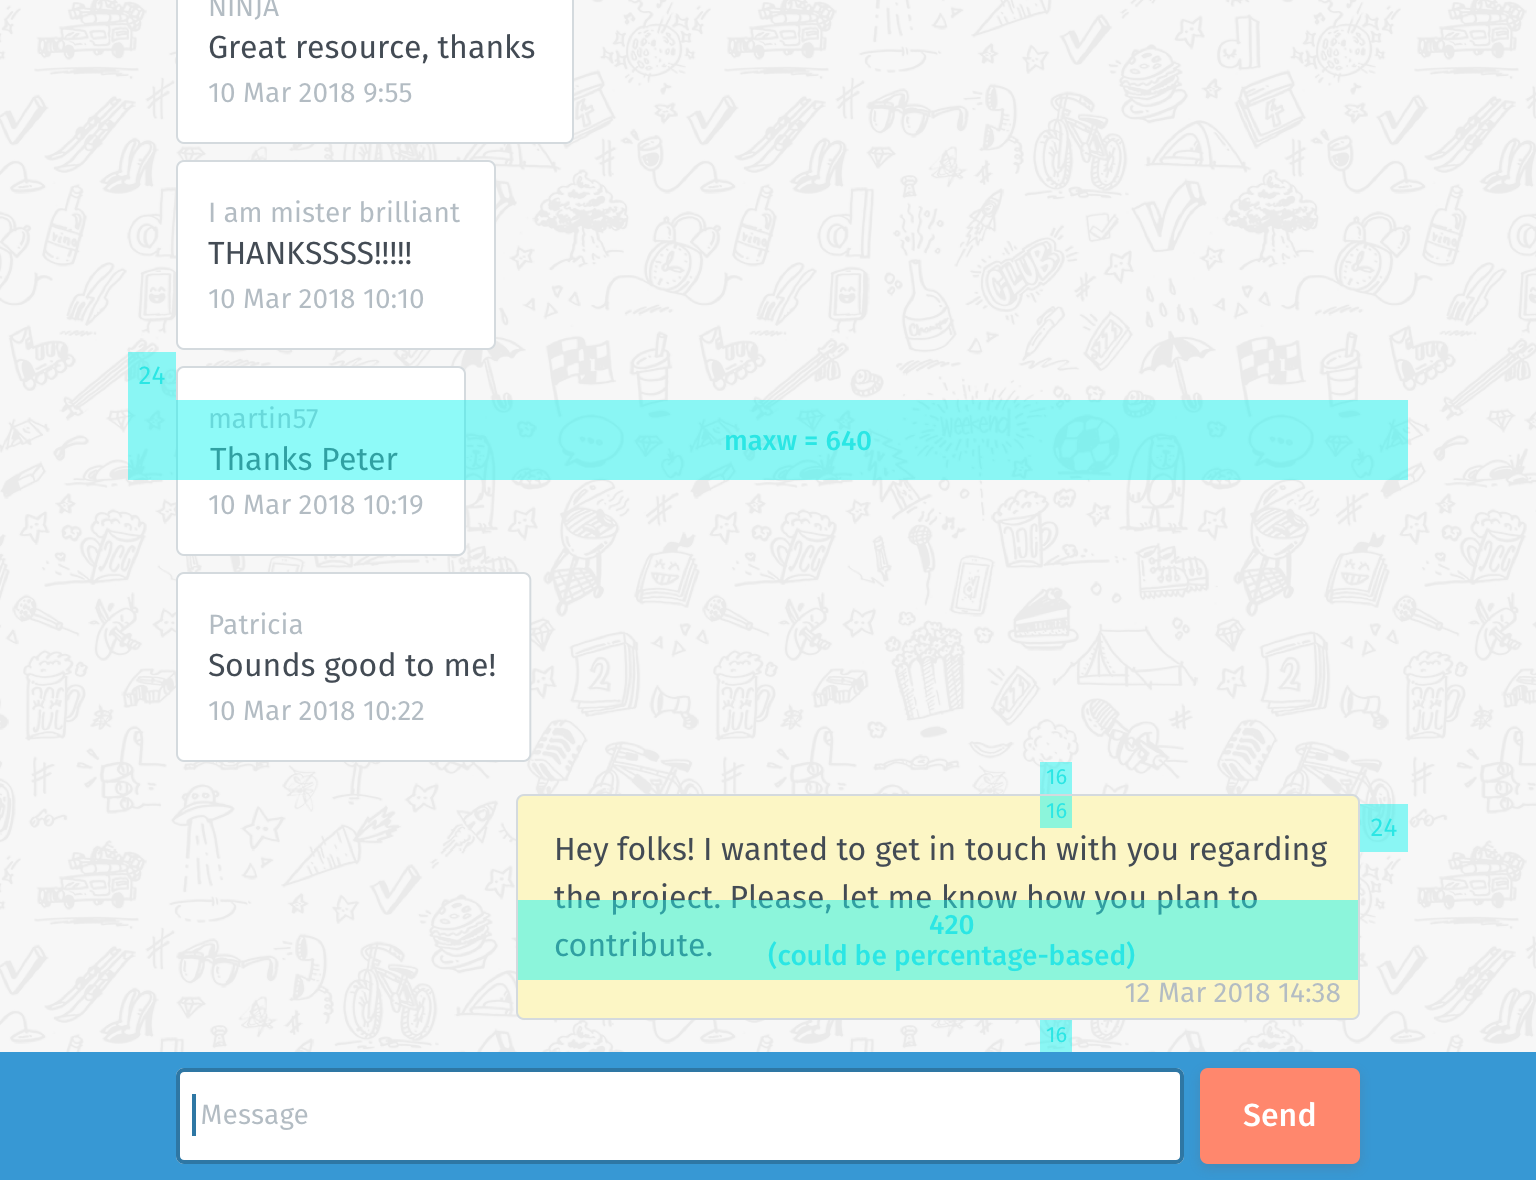 NINJA
Great resource, thanks
10 Mar 2018 9:55
I am mister brilliant
THANKSSSS!!!!!
10 Mar 2018 10:10
24
martin57
maxw = 640
Thanks Peter
10 Mar 2018 10:19
Patricia
Sounds good to me!
10 Mar 2018 10:22
16
16
24
Hey folks! I wanted to get in touch with you regarding
the project. Please, let me know how you plan to
420
contribute.
(could be percentage-based)
12 Mar 2018 14:38
16
Message
Send